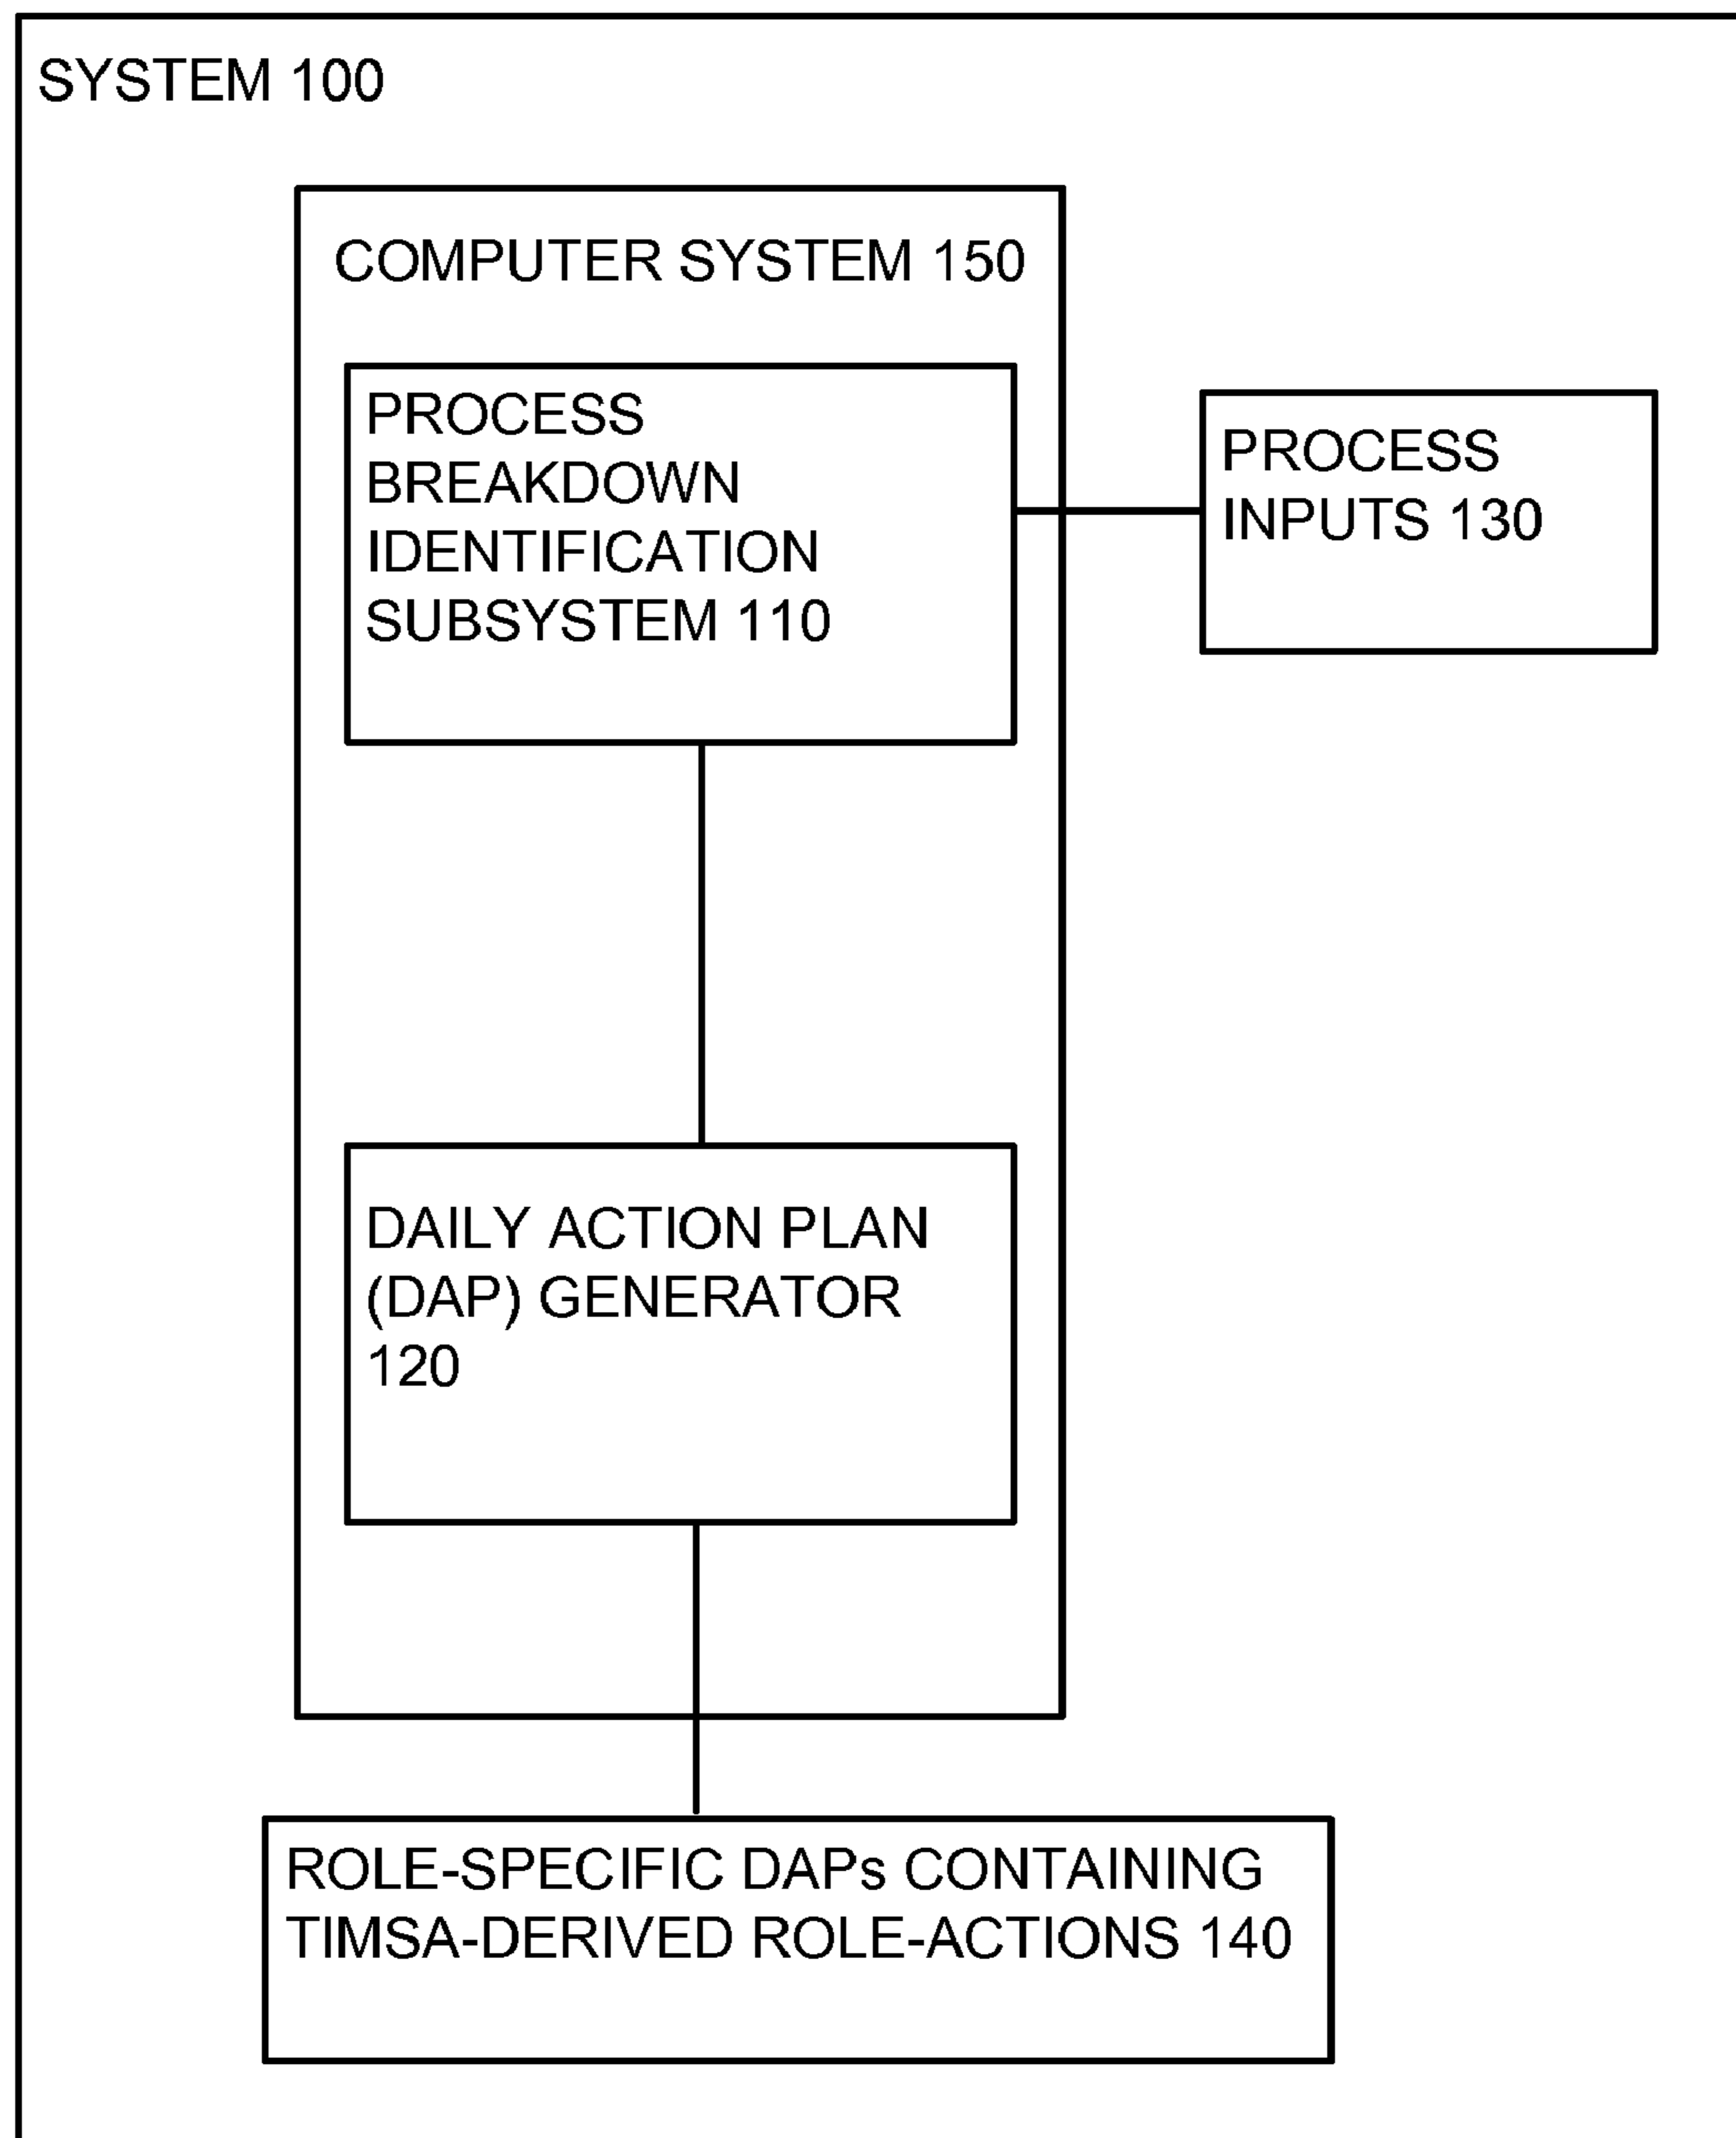 SYSTEM 100
COMPUTER SYSTEM 150
PROCESS
BREAKDOWN
IDENTIFICATION
SUBSYSTEM 110
PROCESS
INPUTS 130
DAILY ACTION PLAN
(DAP) GENERATOR
120
ROLE-SPECIFIC DAPs CONTAINING
TIMSA-DERIVED ROLE-ACTIONS 140